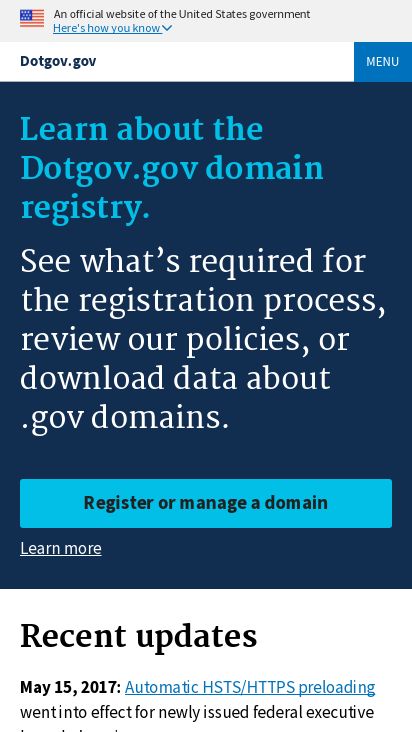 An official website of the United States government
Here's how you know
Dotgov.gov
MENU
Learn about the
Dotgov.gov domain
registry.
See what’s required for
the registration process,
review our policies, or
download data about
.gov domains.
Register or manage a domain
Learn more
Recent updates
May 15, 2017: Automatic HSTS/HTTPS preloading
went into effect for newly issued federal executive